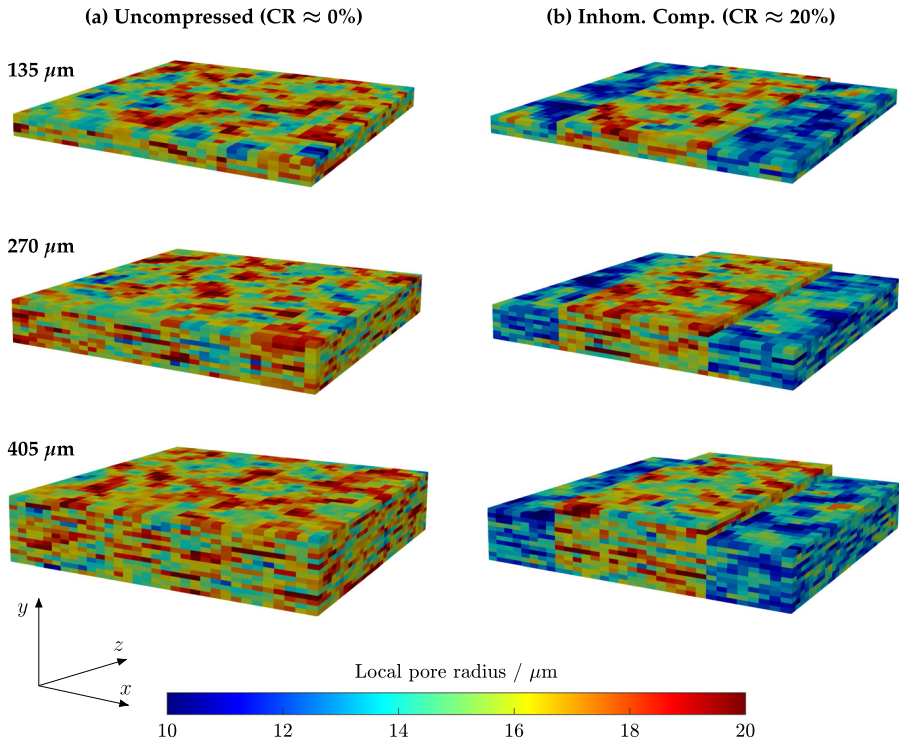 (a) Uncompressed (CR ≈ 0%)
(b) Inhom. Comp. (CR ≈ 20%)
135 μm
270 μm
405 μm
y
z
x
Local pore radius / μm
10 12 14 16 18 20